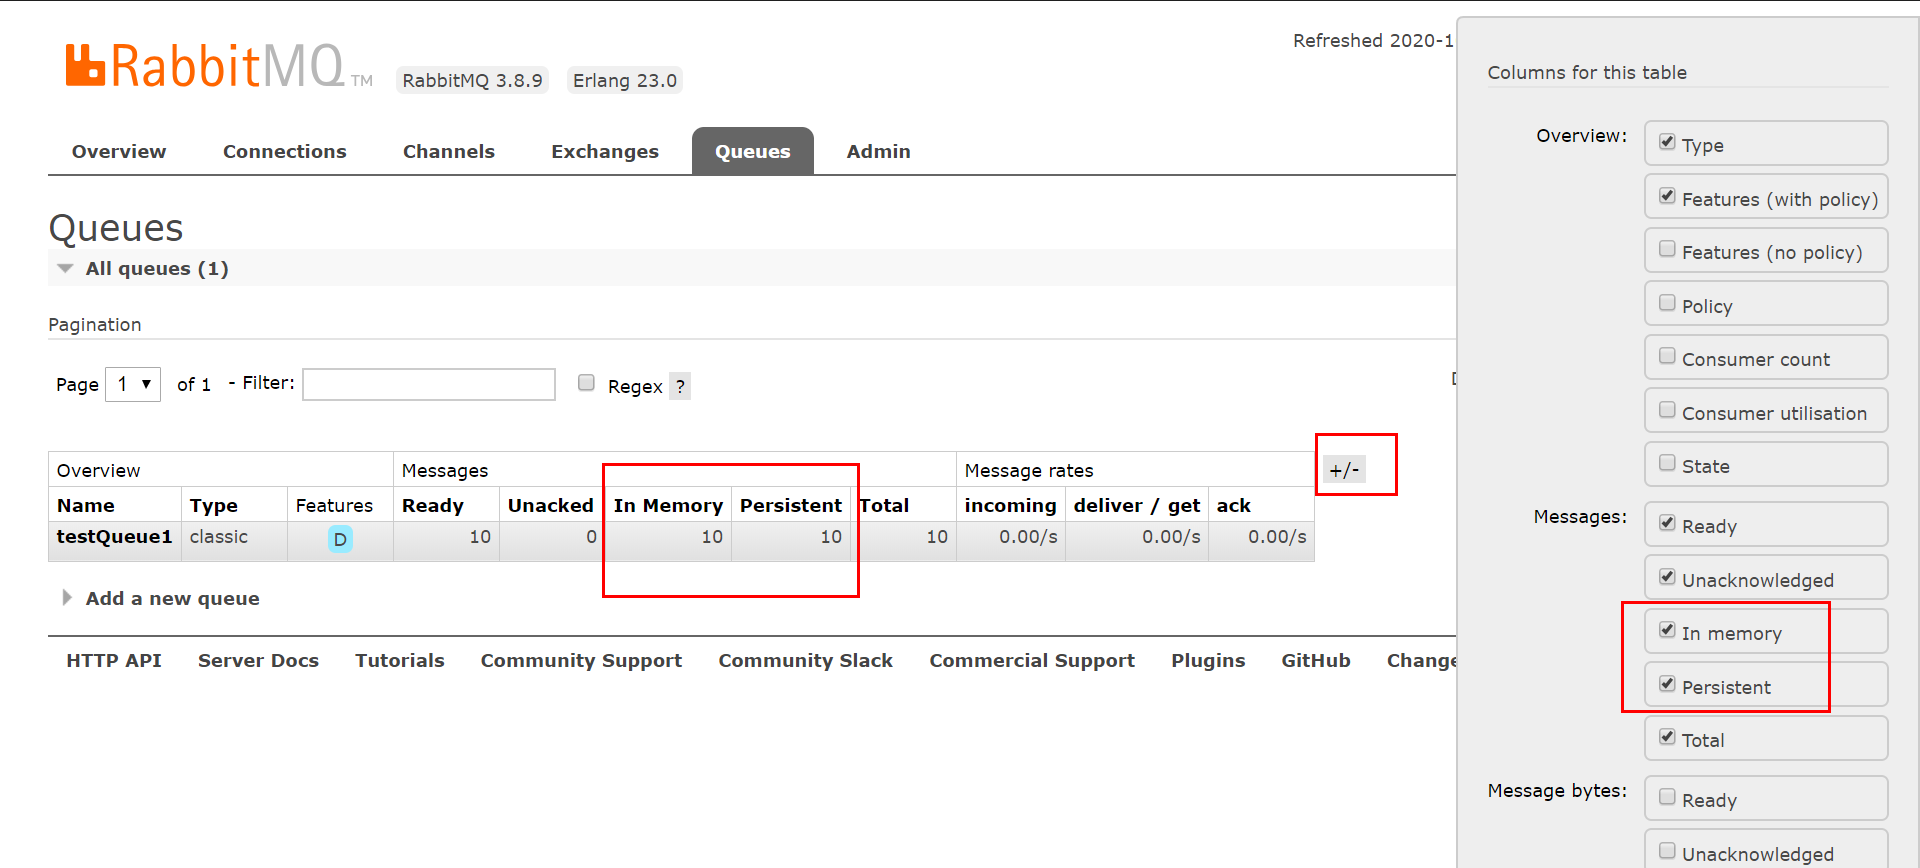 RabbitMQ TM RabbitMQ 3.8.9 Erlang 23.0
Refreshed 2020-1
Overview Connections Channels Exchanges Queues Admin
Queues
All queues (1)
Pagination
Page 1 of 1 - Filter: Regex ?
Overview Messages Message rates +/-
Name Type Features Ready Unacked In Memory Persistent Total incoming deliver / get ack
testQueue1 classic D 10 0 10 10 10 0.00/s 0.00/s 0.00/s
Add a new queue
HTTP API Server Docs Tutorials Community Support Community Slack Commercial Support Plugins GitHub Change
Columns for this table
Overview: Type
Features (with policy)
Features (no policy)
Policy
Consumer count
Consumer utilisation
State
Messages: Ready
Unacknowledged
In memory
Persistent
Total
Message bytes: Ready
Unacknowledged